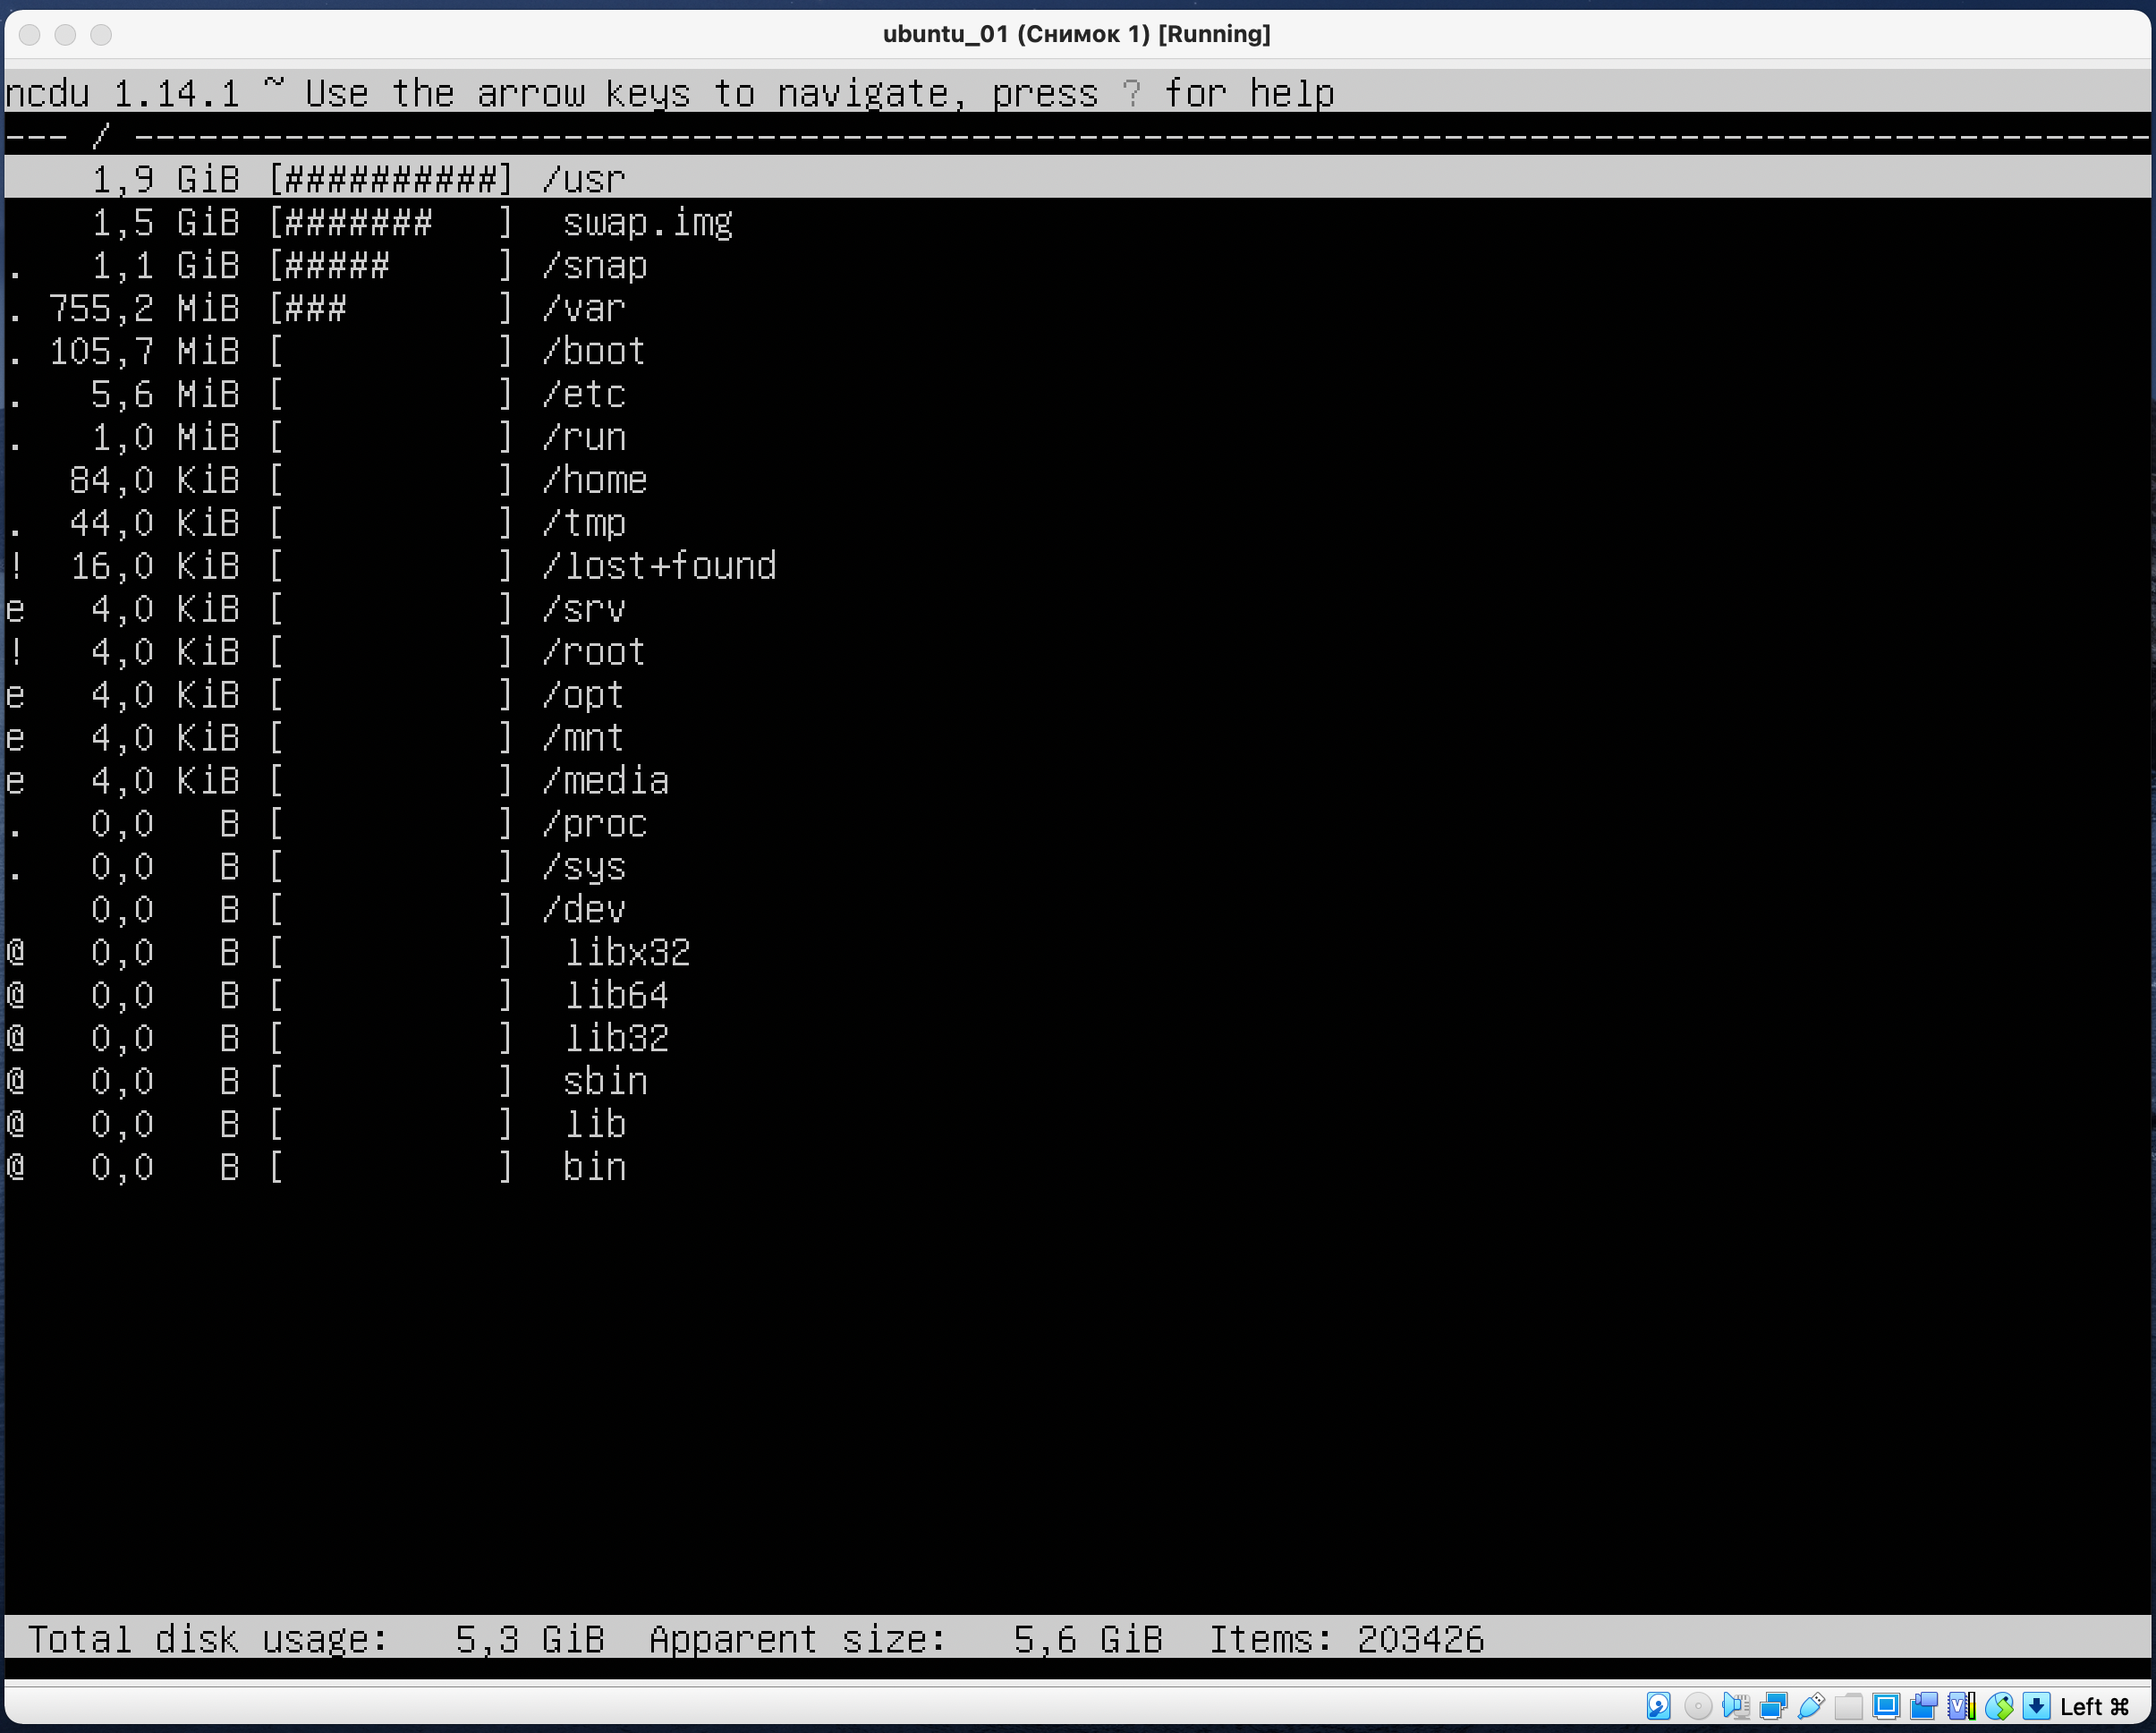 ubuntu_01 (Снимок 1) [Running]
ncdu 1.14.1 ~ Use the arrow keys to navigate, press ? for help
--- / ----------------------------------------------------------------------------------------------
    1,9 GiB [##########] /usr
    1,5 GiB [#######   ]  swap.img
.   1,1 GiB [#####     ] /snap
. 755,2 MiB [###       ] /var
. 105,7 MiB [          ] /boot
.   5,6 MiB [          ] /etc
.   1,0 MiB [          ] /run
   84,0 KiB [          ] /home
.  44,0 KiB [          ] /tmp
!  16,0 KiB [          ] /lost+found
e   4,0 KiB [          ] /srv
!   4,0 KiB [          ] /root
e   4,0 KiB [          ] /opt
e   4,0 KiB [          ] /mnt
e   4,0 KiB [          ] /media
.   0,0   B [          ] /proc
.   0,0   B [          ] /sys
    0,0   B [          ] /dev
@   0,0   B [          ]  libx32
@   0,0   B [          ]  lib64
@   0,0   B [          ]  lib32
@   0,0   B [          ]  sbin
@   0,0   B [          ]  lib
@   0,0   B [          ]  bin
Total disk usage:   5,3 GiB  Apparent size:   5,6 GiB  Items: 203426
Left ⌘